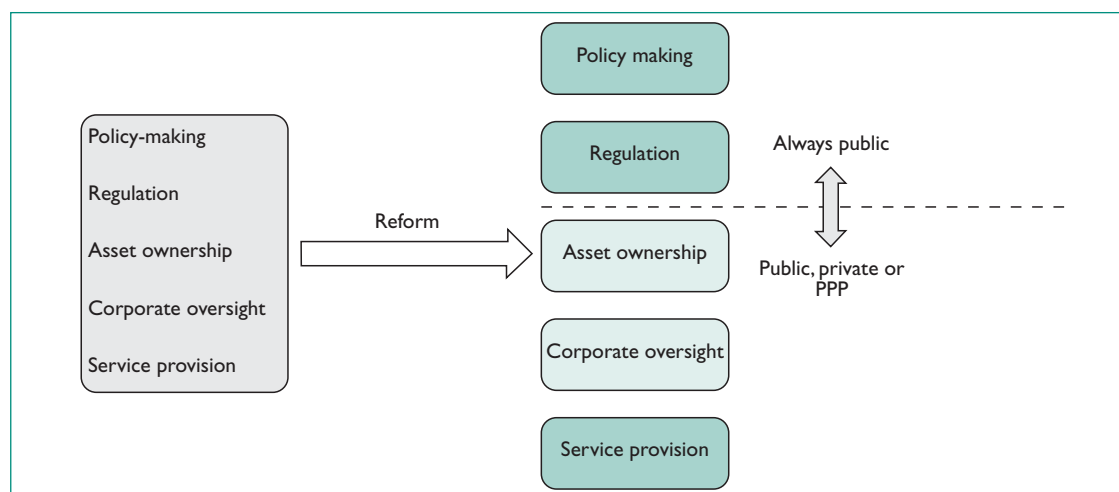 Policy-making
Regulation
Asset ownership
Corporate oversight
Service provision
Reform
Policy making
Regulation
Asset ownership
Corporate oversight
Service provision
Always public
Public, private or
PPP